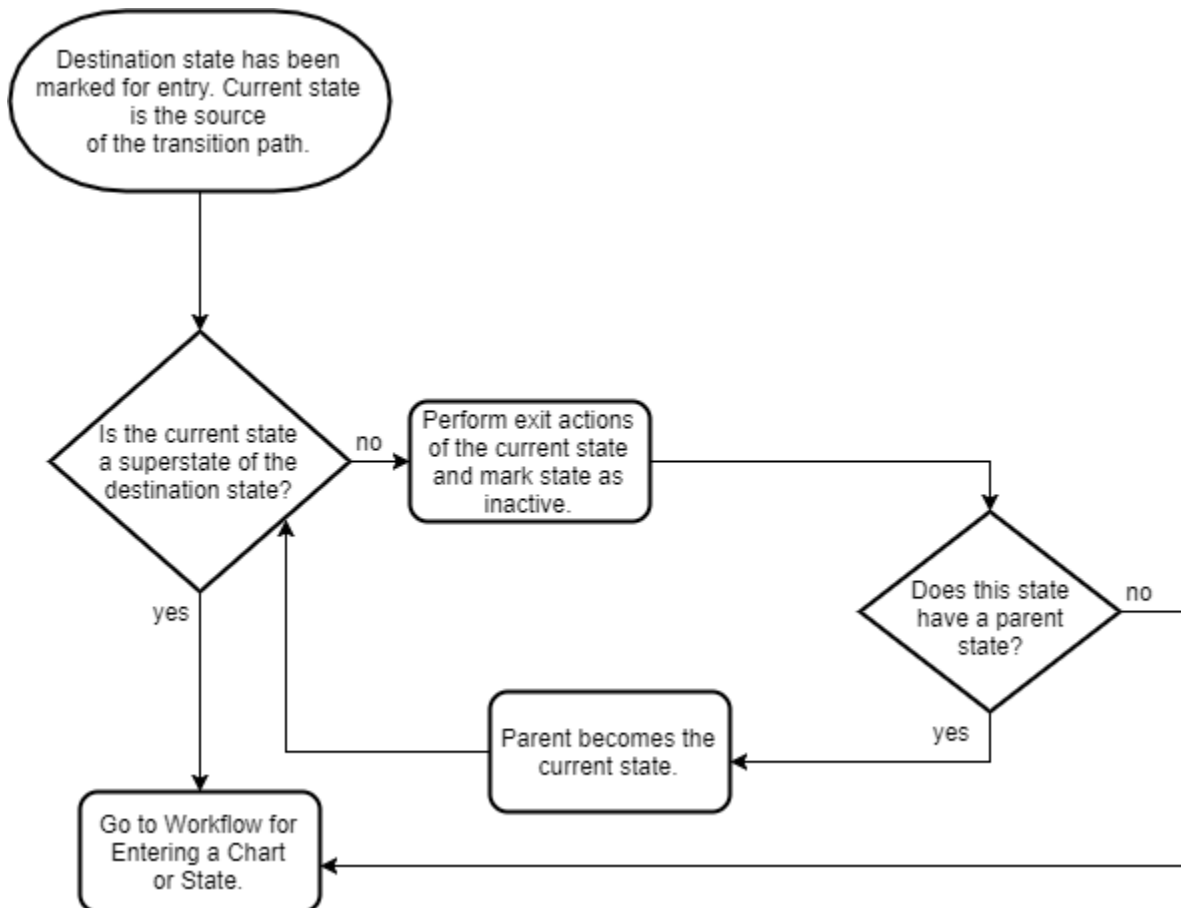 Destination state has been
marked for entry. Current state
is the source
of the transition path.
Is the current state
a superstate of the
destination state?
no
Perform exit actions
of the current state
and mark state as
inactive.
Does this state
have a parent
state?
no
yes
yes
Parent becomes the
current state.
Go to Workflow for
Entering a Chart
or State.